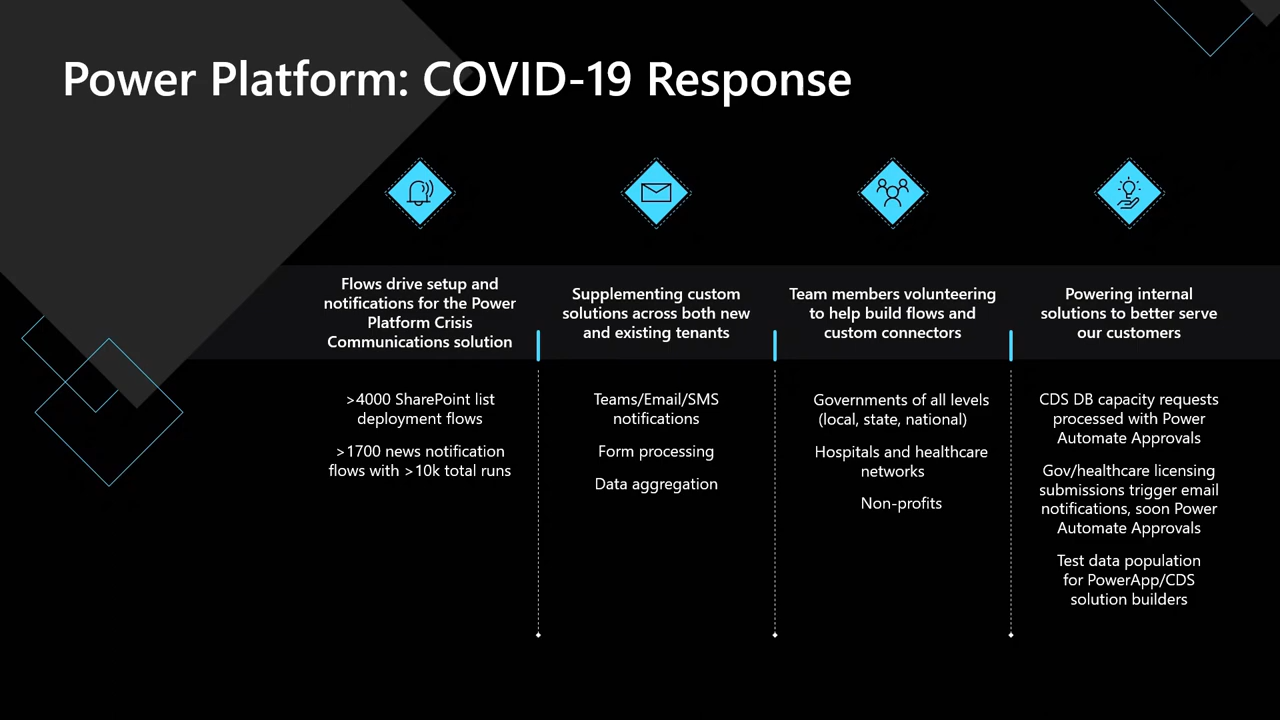 Power Platform: COVID-19 Response
Flows drive setup and
notifications for the Power
Platform Crisis
Communications solution
>4000 SharePoint list
deployment flows
>1700 news notification
flows with >10k total runs
Supplementing custom
solutions across both new
and existing tenants
Teams/Email/SMS
notifications
Form processing
Data aggregation
Team members volunteering
to help build flows and
custom connectors
Governments of all levels
(local, state, national)
Hospitals and healthcare
networks
Non-profits
Powering internal
solutions to better serve
our customers
CDS DB capacity requests
processed with Power
Automate Approvals
Gov/healthcare licensing
submissions trigger email
notifications, soon Power
Automate Approvals
Test data population
for PowerApp/CDS
solution builders